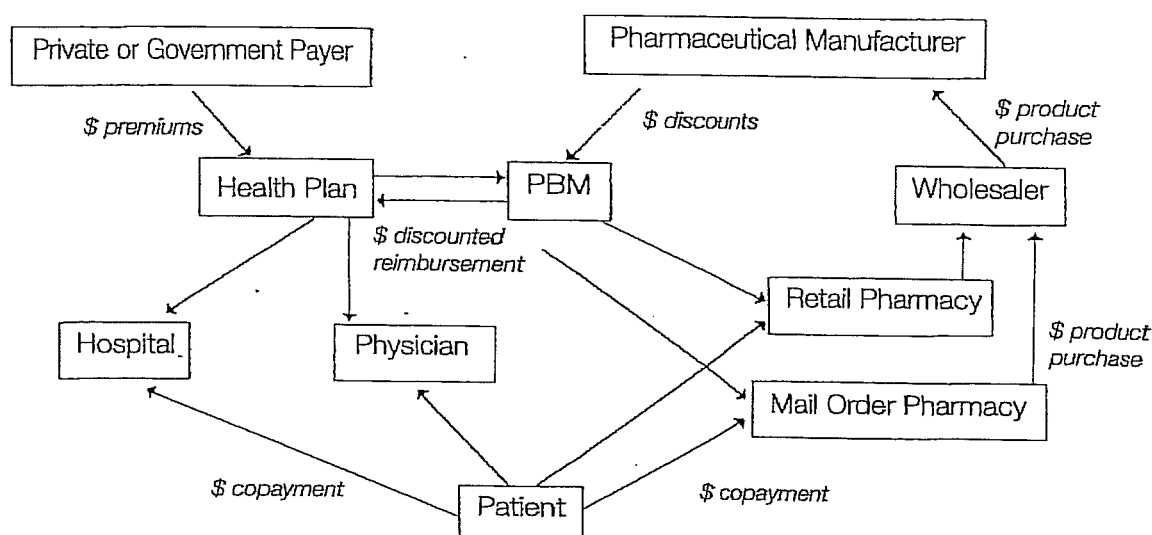 Private or Government Payer
Pharmaceutical Manufacturer
$ premiums
$ discounts
$ product
purchase
Health Plan
PBM
Wholesaler
$ discounted
reimbursement
Retail Pharmacy
Hospital
Physician
$ product
purchase
Mail Order Pharmacy
$ copayment
$ copayment
Patient